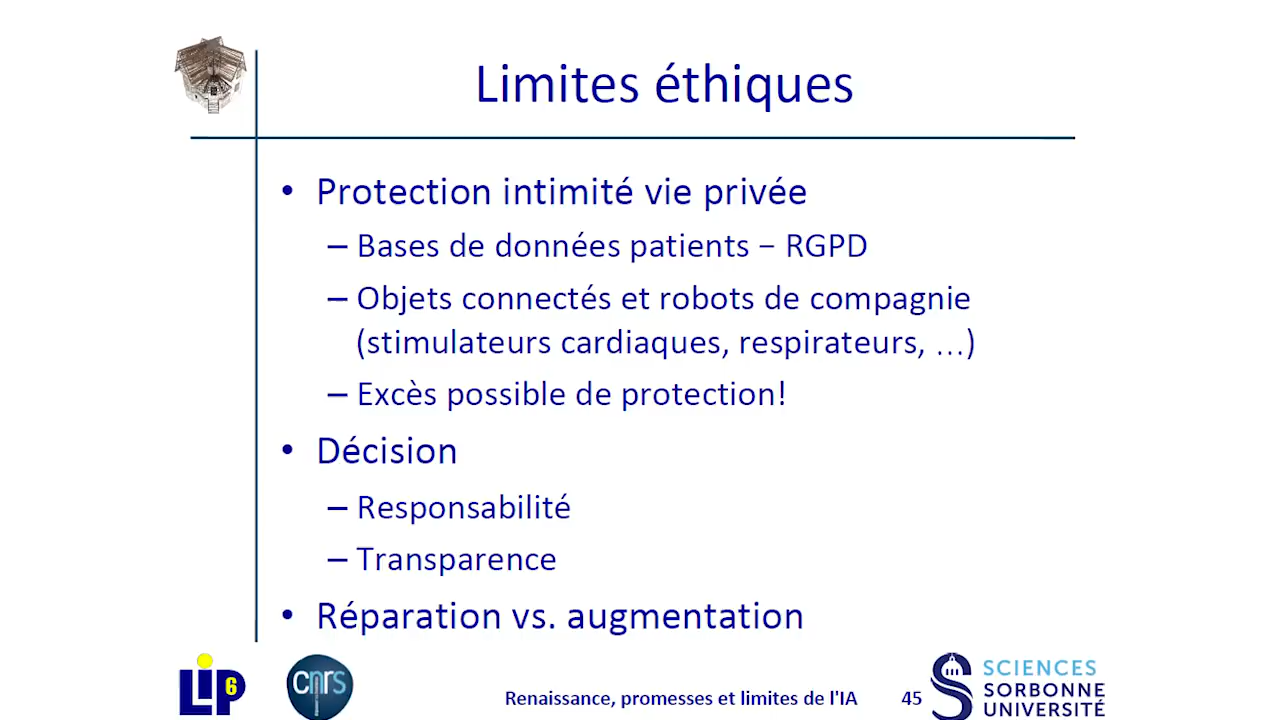 Limites éthiques
• Protection intimité vie privée
– Bases de données patients – RGPD
– Objets connectés et robots de compagnie
(stimulateurs cardiaques, respirateurs, …)
– Excès possible de protection!
• Décision
– Responsabilité
– Transparence
• Réparation vs. augmentation
LIP6
cnrs
Renaissance, promesses et limites de l'IA
45
SCIENCES
SORBONNE
UNIVERSITÉ